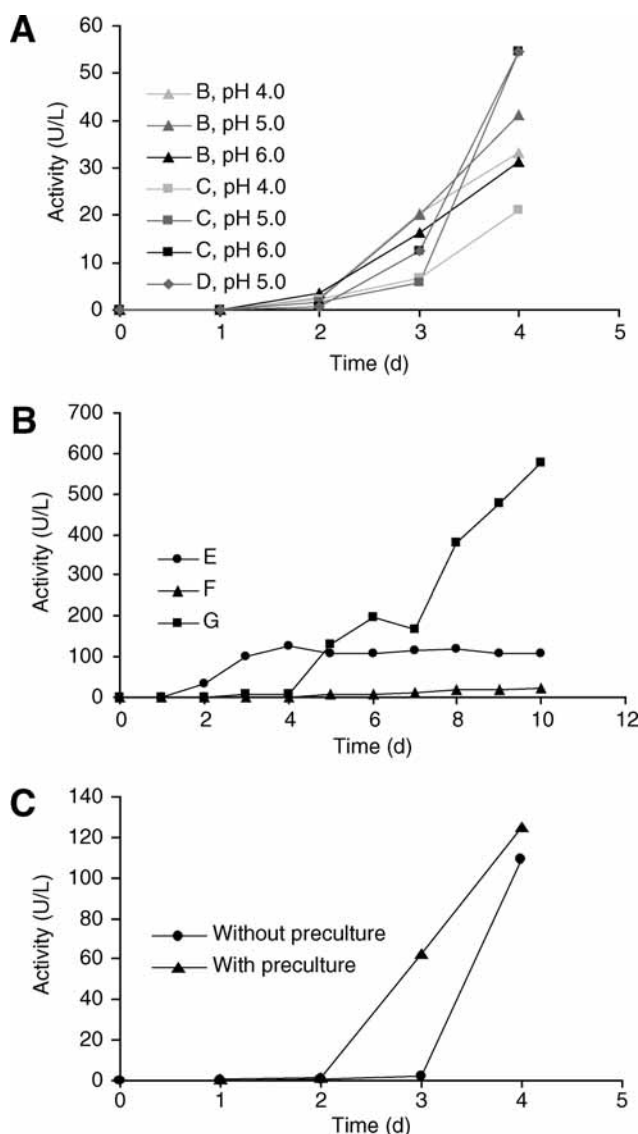 A
60
50
40
30
20
10
0
Activity (U/L)
B, pH 4.0
B, pH 5.0
B, pH 6.0
C, pH 4.0
C, pH 5.0
C, pH 6.0
D, pH 5.0
0 1 2 3 4 5
Time (d)
B
700
600
500
400
300
200
100
0
Activity (U/L)
E
F
G
0 2 4 6 8 10 12
Time (d)
C
140
120
100
80
60
40
20
0
Activity (U/L)
Without preculture
With preculture
0 1 2 3 4 5
Time (d)